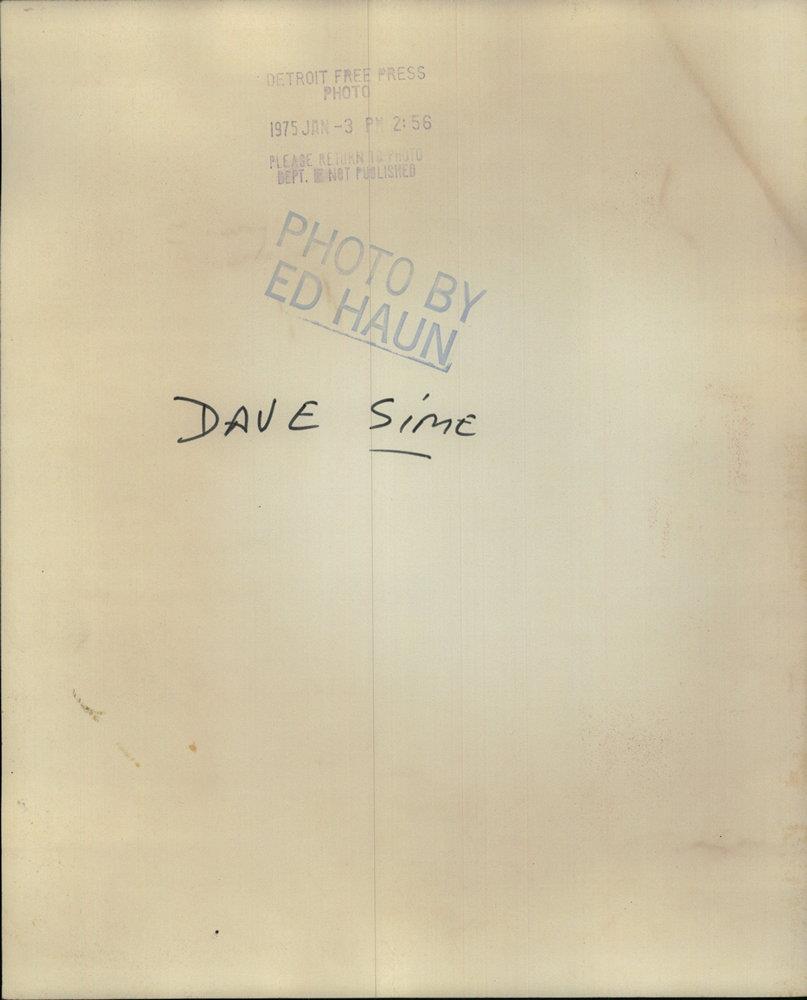 DETROIT FREE PRESS
PHOTO
1975 JAN -3 PM 2:56
PLEASE RETURN TO PHOTO
DEPT. IF NOT PUBLISHED
PHOTO BY
ED HAUN
DAVE SIME